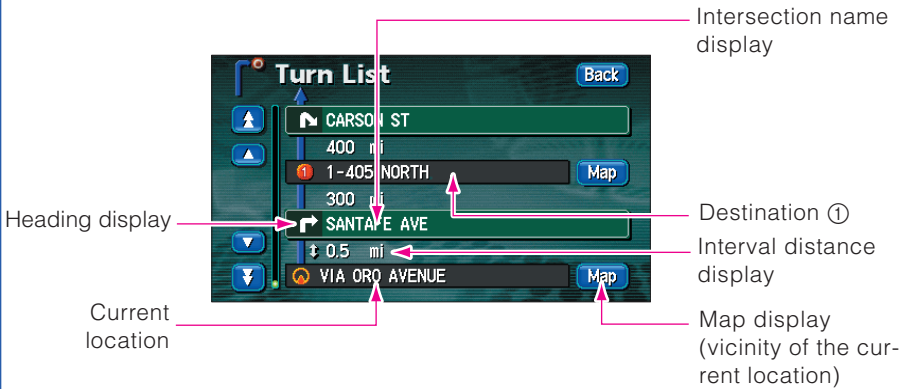 Intersection name
display
Turn List
Back
CARSON ST
400 mi
1 1-405 NORTH
Map
300 mi
Heading display
SANTAFE AVE
Destination ①
0.5 mi
Interval distance
display
VIA ORO AVENUE
Map
Current
location
Map display
(vicinity of the cur-
rent location)